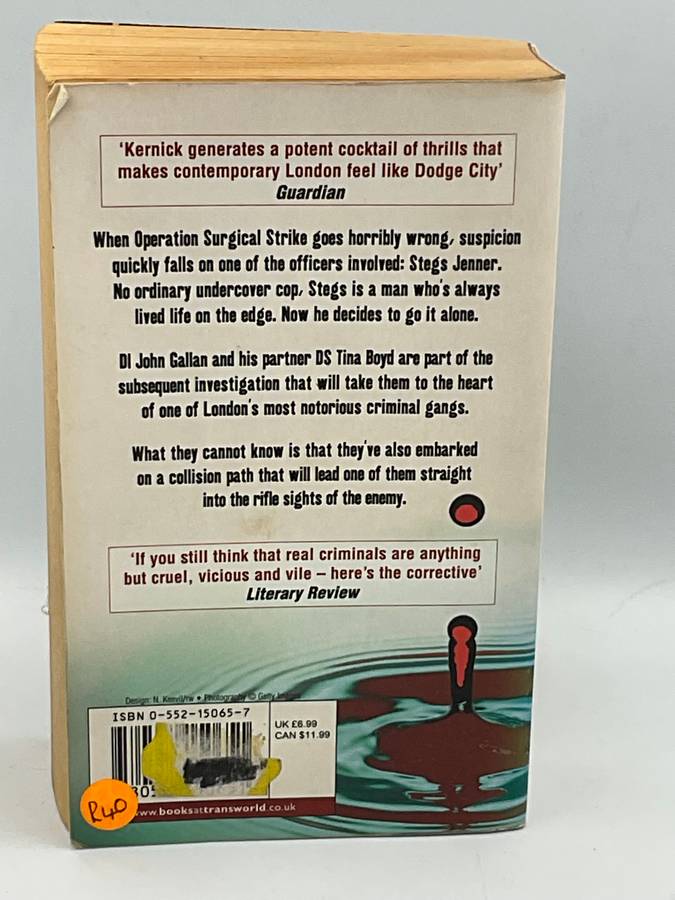 'Kernick generates a potent cocktail of thrills that
makes contemporary London feel like Dodge City'
Guardian
When Operation Surgical Strike goes horribly wrong, suspicion
quickly falls on one of the officers involved: Stegs Jenner.
No ordinary undercover cop, Stegs is a man who's always
lived life on the edge. Now he decides to go it alone.
DI John Gallan and his partner DS Tina Boyd are part of the
subsequent investigation that will take them to the heart
of one of London's most notorious criminal gangs.
What they cannot know is that they've also embarked
on a collision path that will lead one of them straight
into the rifle sights of the enemy.
'If you still think that real criminals are anything
but cruel, vicious and vile – here's the corrective'
Literary Review
Design: N. • Photography © Getty Images
ISBN 0-552-15065-7
UK £6.99
CAN $11.99
R40
www.booksattransworld.co.uk